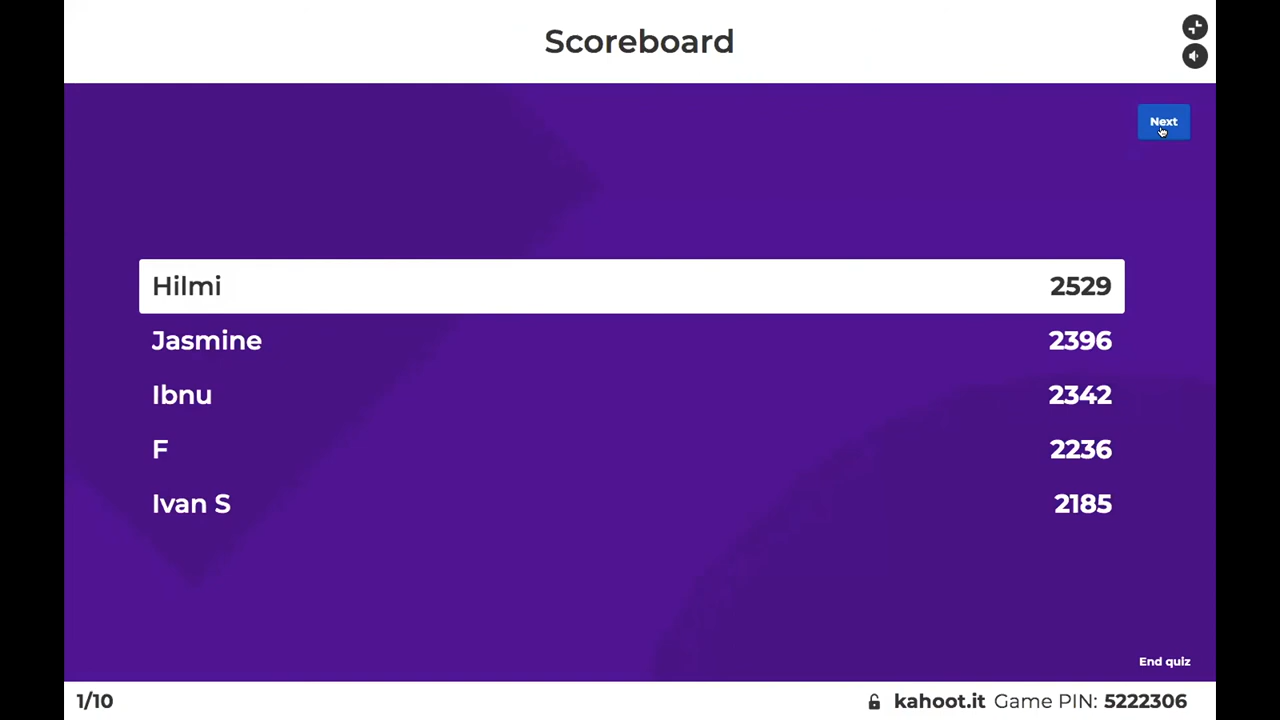 Scoreboard
Next
Hilmi 2529
Jasmine 2396
Ibnu 2342
F 2236
Ivan S 2185
End quiz
1/10 kahoot.it Game PIN: 5222306